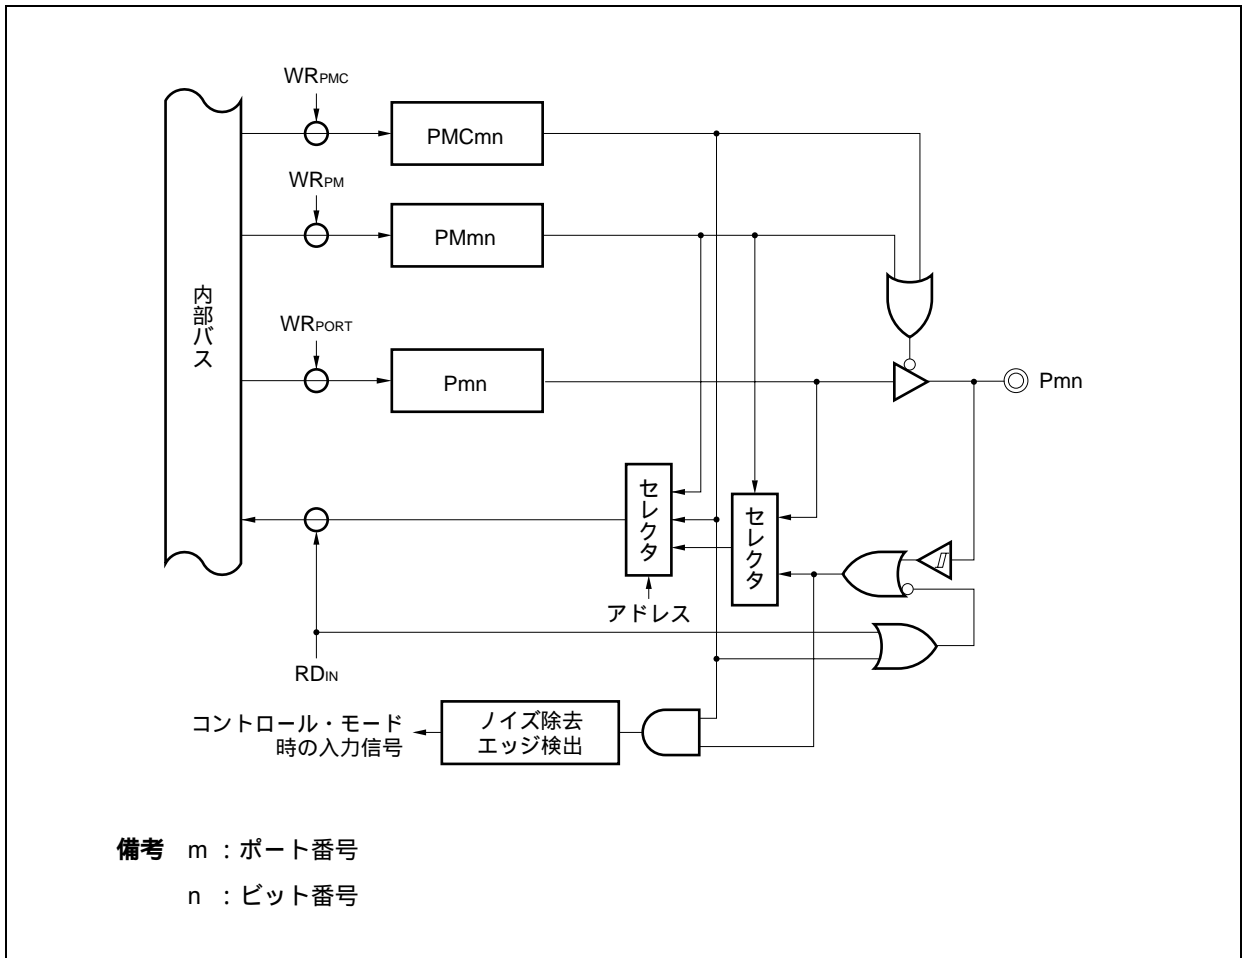 WRPMC
PMCmn
WRPM
PMmn
内部バス
WRPORT
Pmn
Pmn
セレクタ
セレクタ
アドレス
RDIN
コントロール・モード
時の入力信号
ノイズ除去
エッジ検出
備考 m : ポート番号
n : ビット番号